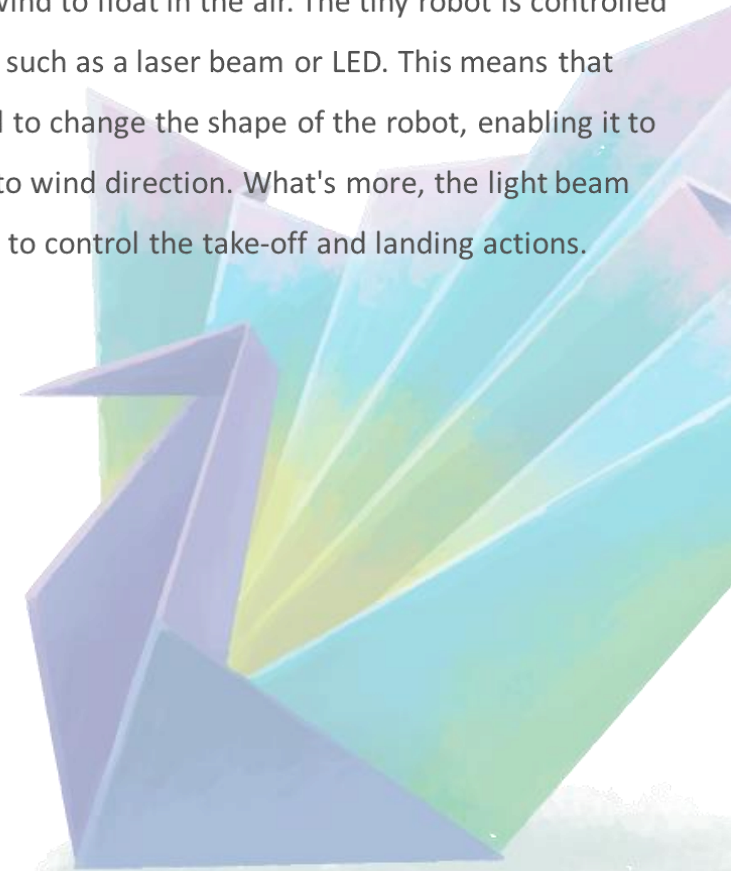 wind to float in the air. The tiny robot is controlled
such as a laser beam or LED. This means that
to change the shape of the robot, enabling it to
to wind direction. What's more, the light beam
to control the take-off and landing actions.